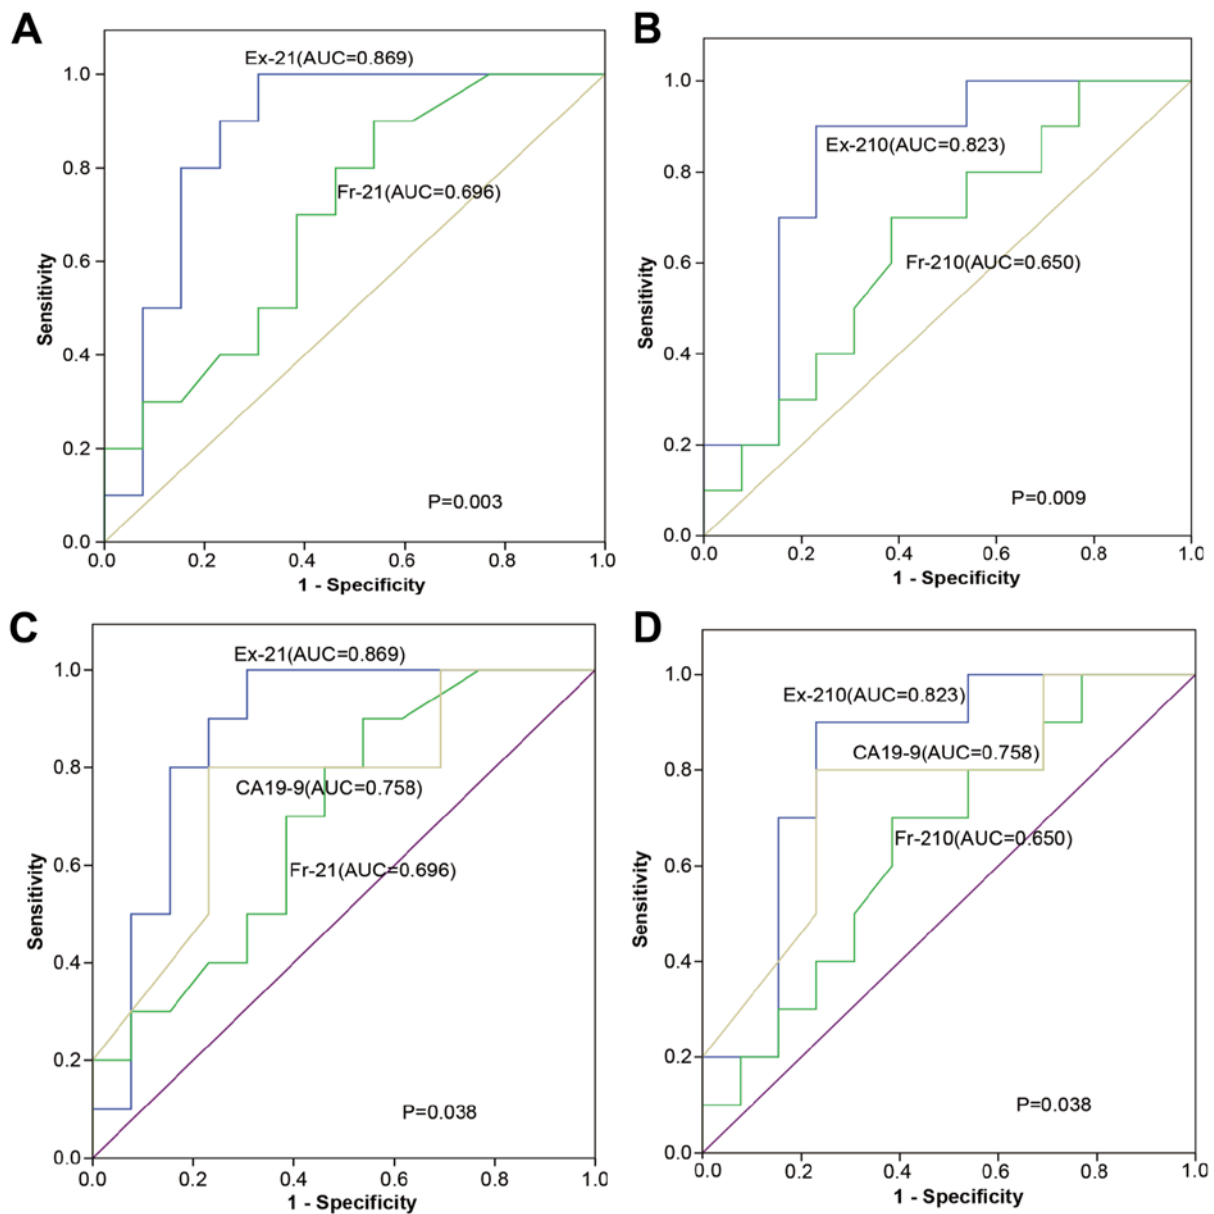 A
Ex-21(AUC=0.869)
1.0
0.8
Fr-21(AUC=0.696)
0.6
Sensitivity
0.4
0.2
P=0.003
0.0
0.0 0.2 0.4 0.6 0.8 1.0
1 - Specificity
B
1.0
Ex-210(AUC=0.823)
0.8
0.6
Fr-210(AUC=0.650)
Sensitivity
0.4
0.2
P=0.009
0.0
0.0 0.2 0.4 0.6 0.8 1.0
1 - Specificity
C
Ex-21(AUC=0.869)
1.0
0.8
CA19-9(AUC=0.758)
0.6
Fr-21(AUC=0.696)
Sensitivity
0.4
0.2
P=0.038
0.0
0.0 0.2 0.4 0.6 0.8 1.0
1 - Specificity
D
1.0
Ex-210(AUC=0.823)
CA19-9(AUC=0.758)
0.8
Fr-210(AUC=0.650)
0.6
Sensitivity
0.4
0.2
P=0.038
0.0
0.0 0.2 0.4 0.6 0.8 1.0
1 - Specificity